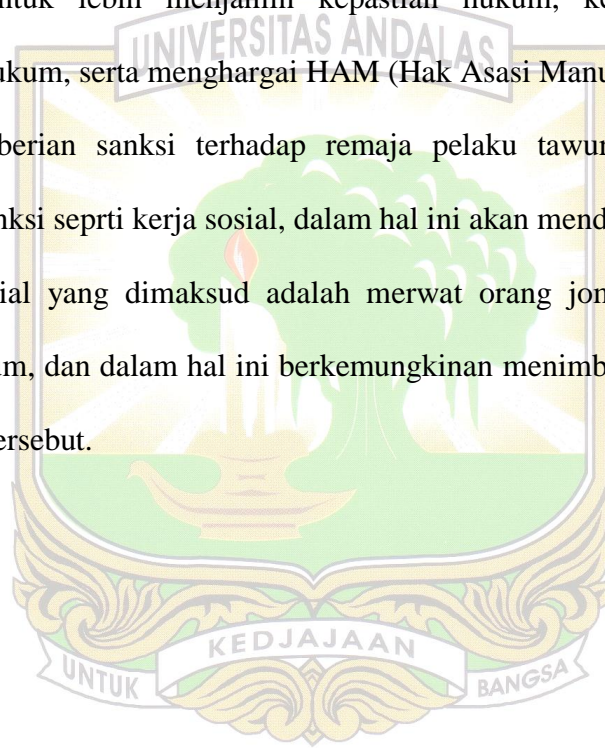 untuk lebih menjamin kepastian hukum, ke
UNIVERSITAS ANDALAS
ukum, serta menghargai HAM (Hak Asasi Manu
berian sanksi terhadap remaja pelaku tawur
nksi seprti kerja sosial, dalam hal ini akan mend
ial yang dimaksud adalah merwat orang jom
um, dan dalam hal ini berkemungkinan menimb
ersebut.
KEDJAJAAN
UNTUK BANGSA